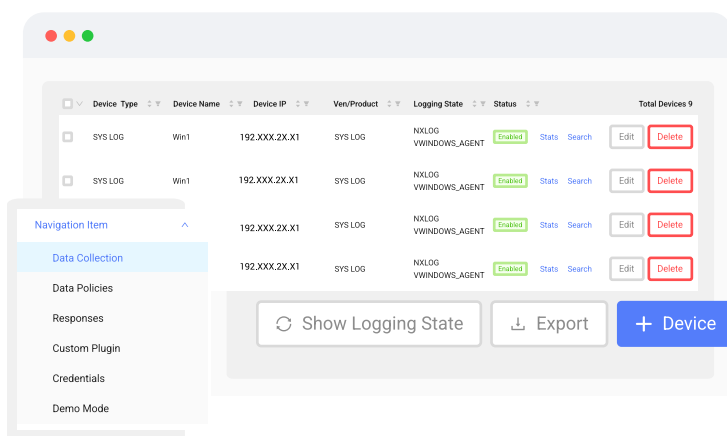 Device Type Device Name Device IP Ven/Product Logging State Status Total Devices 9
SYS LOG Win1 192.XXX.2X.X1 SYS LOG NXLOG VWINDOWS_AGENT Enabled Stats Search Edit Delete
SYS LOG Win1 192.XXX.2X.X1 SYS LOG NXLOG VWINDOWS_AGENT Enabled Stats Search Edit Delete
192.XXX.2X.X1 SYS LOG NXLOG VWINDOWS_AGENT Enabled Stats Search Edit Delete
192.XXX.2X.X1 SYS LOG NXLOG VWINDOWS_AGENT Enabled Stats Search Edit Delete
Show Logging State Export + Device
Navigation Item
Data Collection
Data Policies
Responses
Custom Plugin
Credentials
Demo Mode